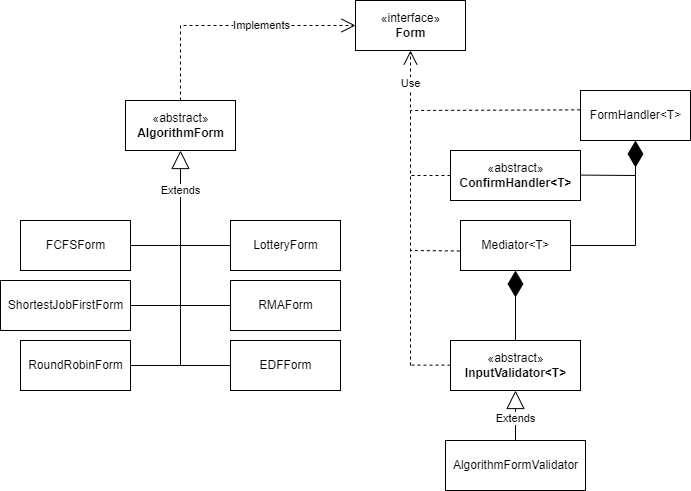 «interface»
Form
Implements
Use
«abstract»
AlgorithmForm
FormHandler<T>
«abstract»
ConfirmHandler<T>
Extends
FCFSForm
LotteryForm
Mediator<T>
ShortestJobFirstForm
RMAForm
RoundRobinForm
EDFForm
«abstract»
InputValidator<T>
Extends
AlgorithmFormValidator